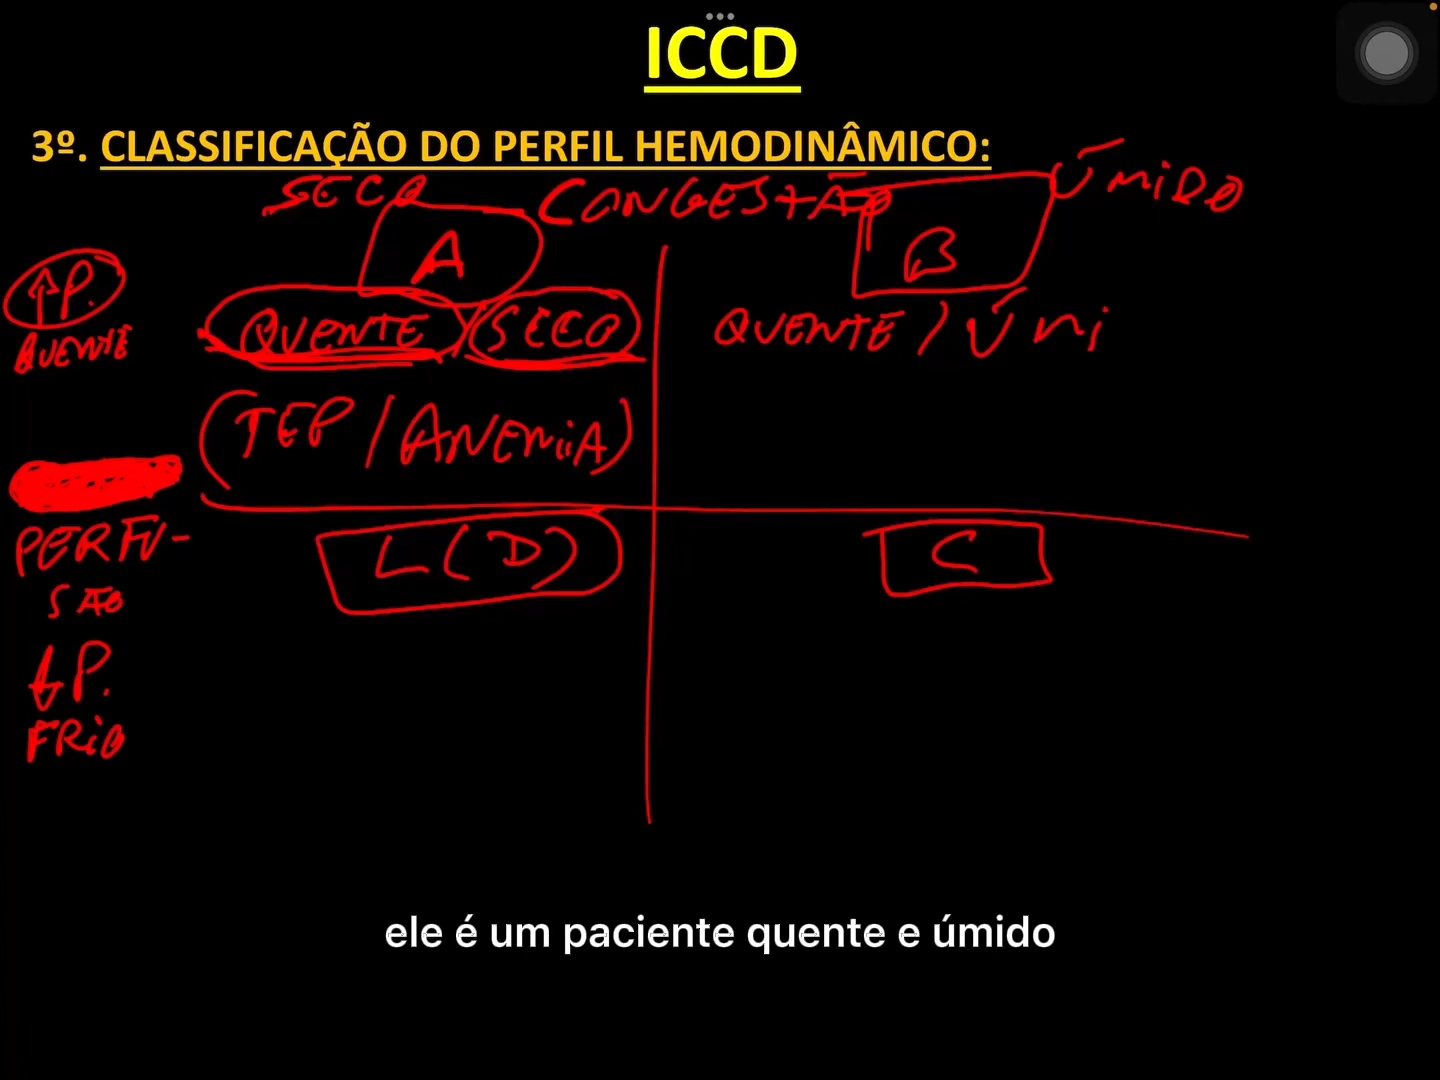 ICCD
3º. CLASSIFICAÇÃO DO PERFIL HEMODINÂMICO:
SECO CONGESTÃO ÚMIDO
A B
↑P.
QUENTE
QUENTE / SECO QUENTE / ÚMI
(TEP / ANEMIA)
PERFU-
SÃO
L (D) C
↓P.
FRIO
ele é um paciente quente e úmido